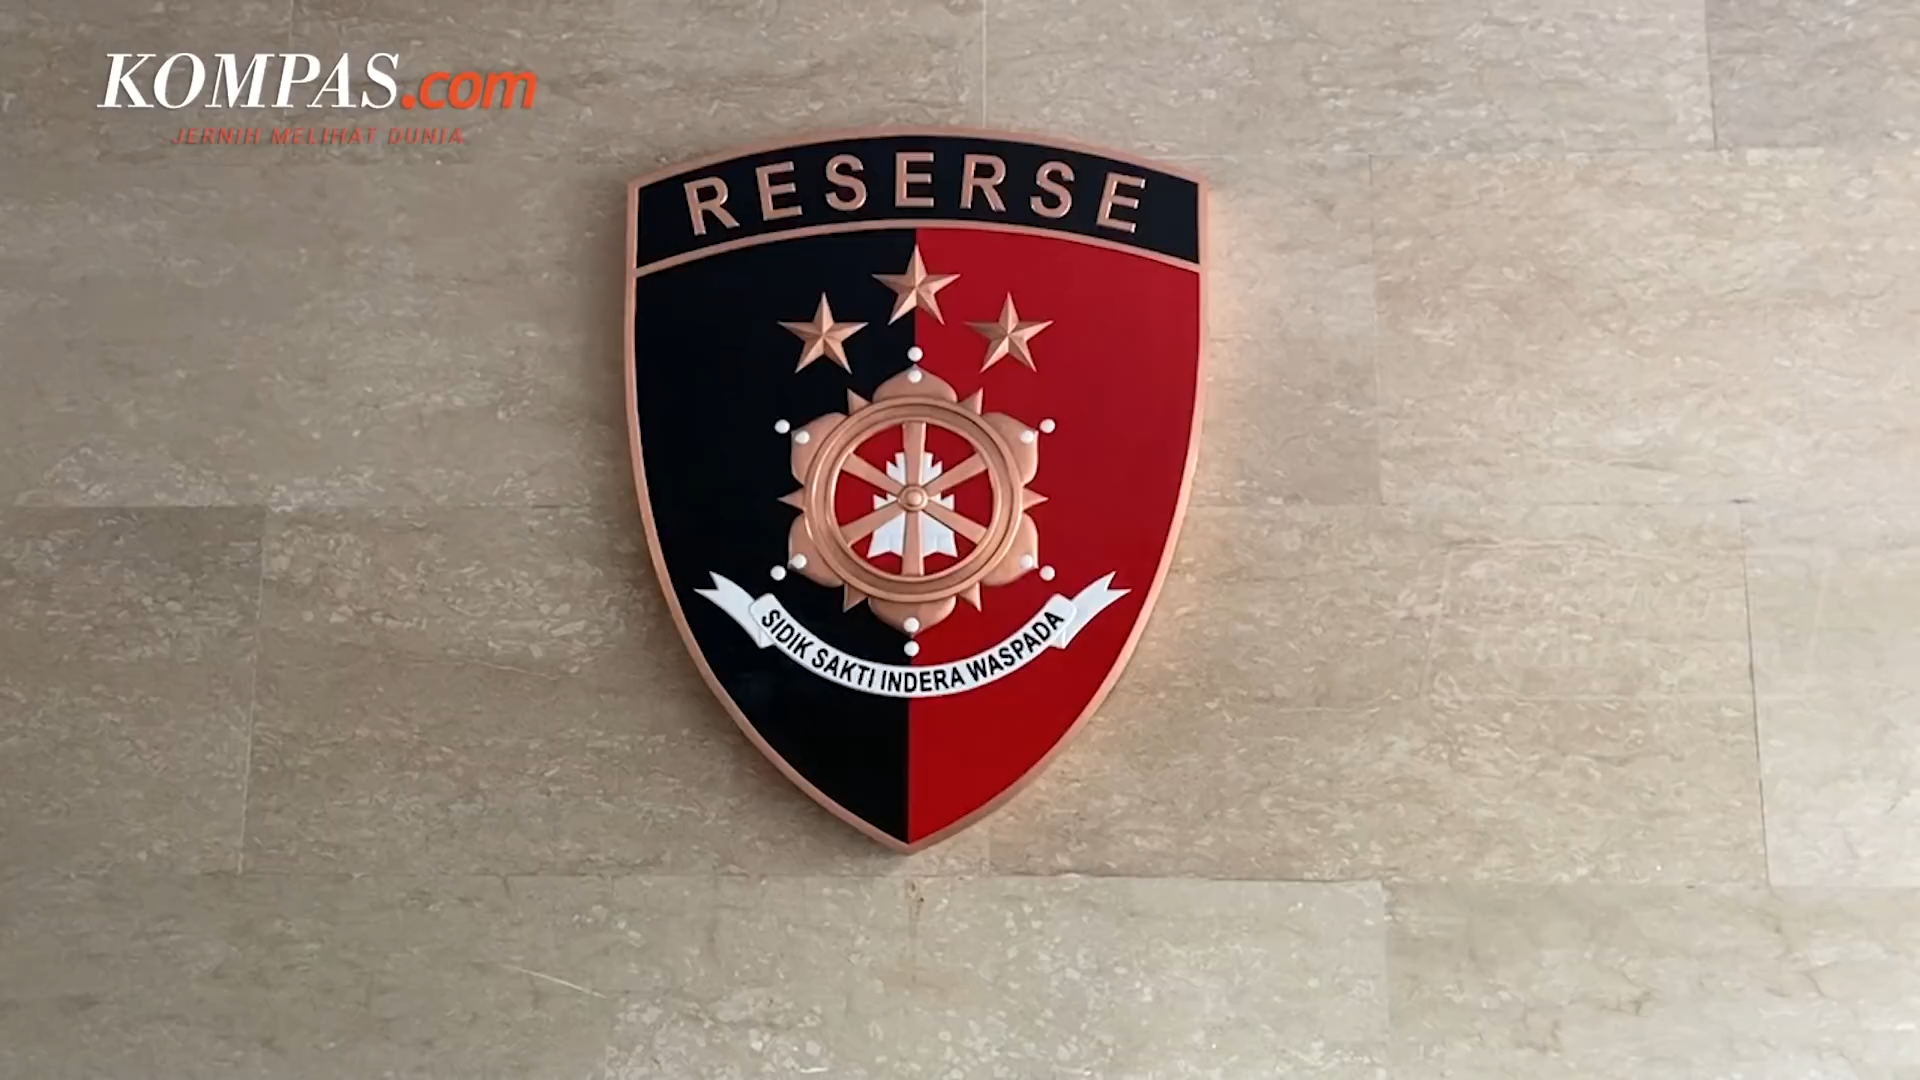 KOMPAS.com
JERNIH MELIHAT DUNIA
RESERSE
SIDIK SAKTI INDERA WASPADA